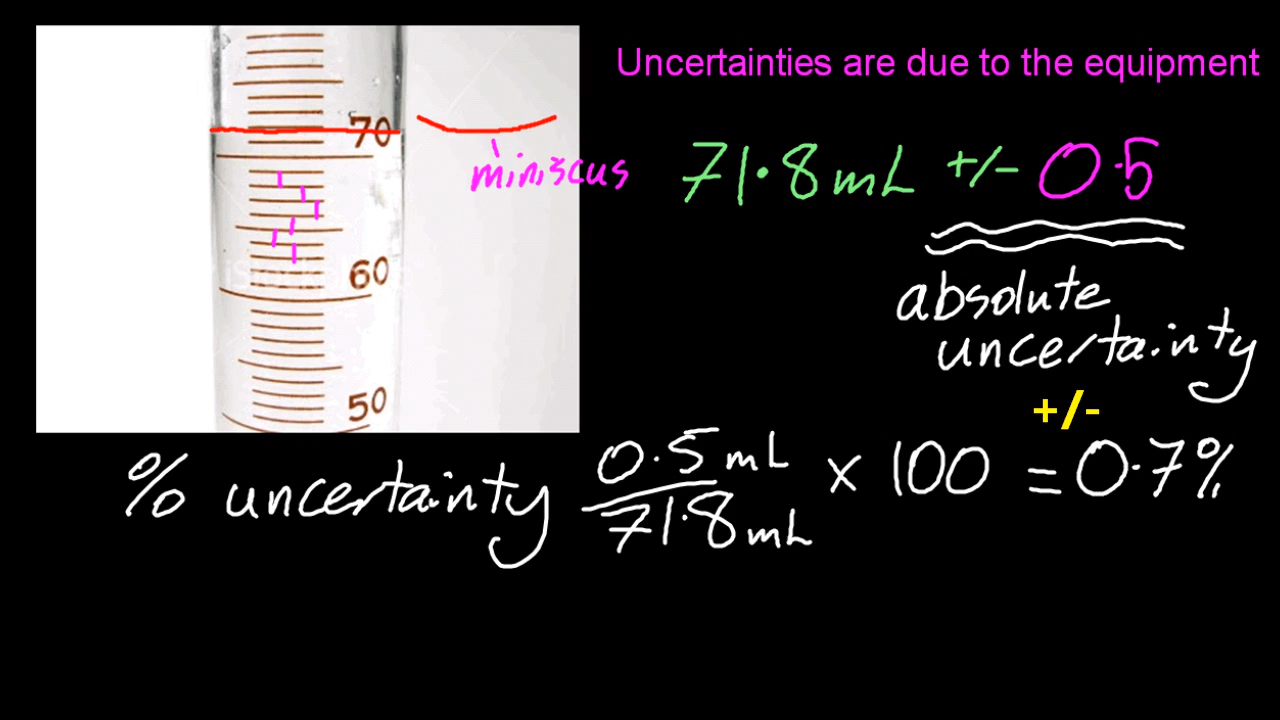 Uncertainties are due to the equipment
70
miniscus
71.8 mL +/- 0.5
60
absolute
uncertainty
50
+/-
% uncertainty 0.5 mL / 71.8 mL x 100 = 0.7%